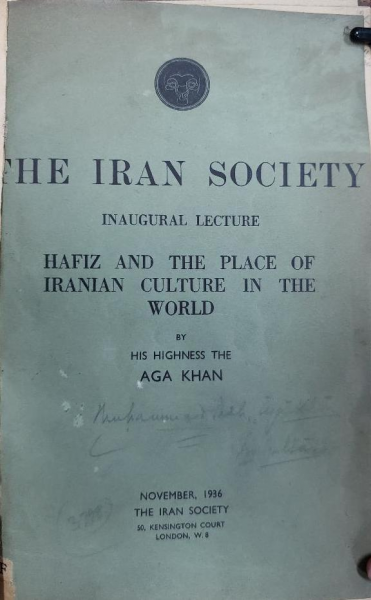 THE IRAN SOCIETY
INAUGURAL LECTURE
HAFIZ AND THE PLACE OF
IRANIAN CULTURE IN THE
WORLD
BY
HIS HIGHNESS THE
AGA KHAN
NOVEMBER, 1936
THE IRAN SOCIETY
50, KENSINGTON COURT
LONDON, W.8